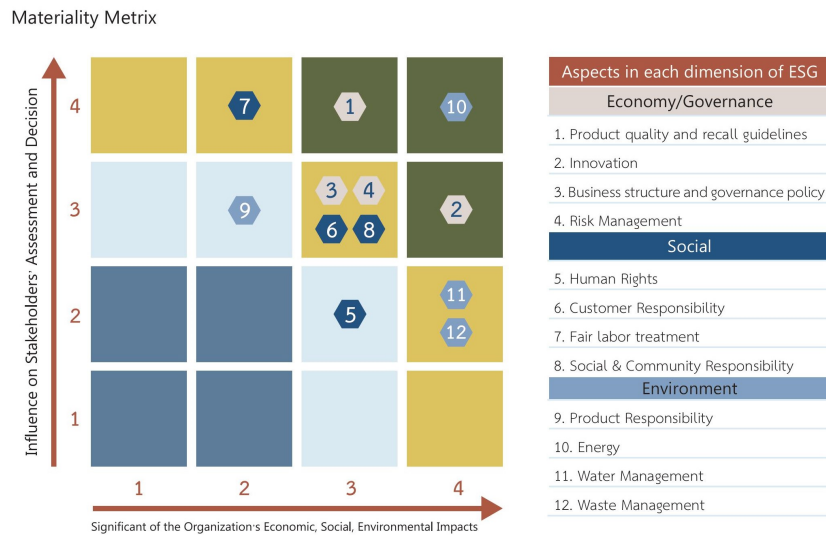 Materiality Metrix
Influence on Stakeholders' Assessment and Decision
4
7
1
10
3
9
3 4
6 8
2
2
5
11
12
1
1 2 3 4
Significant of the Organization's Economic, Social, Environmental Impacts
Aspects in each dimension of ESG
Economy/Governance
1. Product quality and recall guidelines
2. Innovation
3. Business structure and governance policy
4. Risk Management
Social
5. Human Rights
6. Customer Responsibility
7. Fair labor treatment
8. Social & Community Responsibility
Environment
9. Product Responsibility
10. Energy
11. Water Management
12. Waste Management